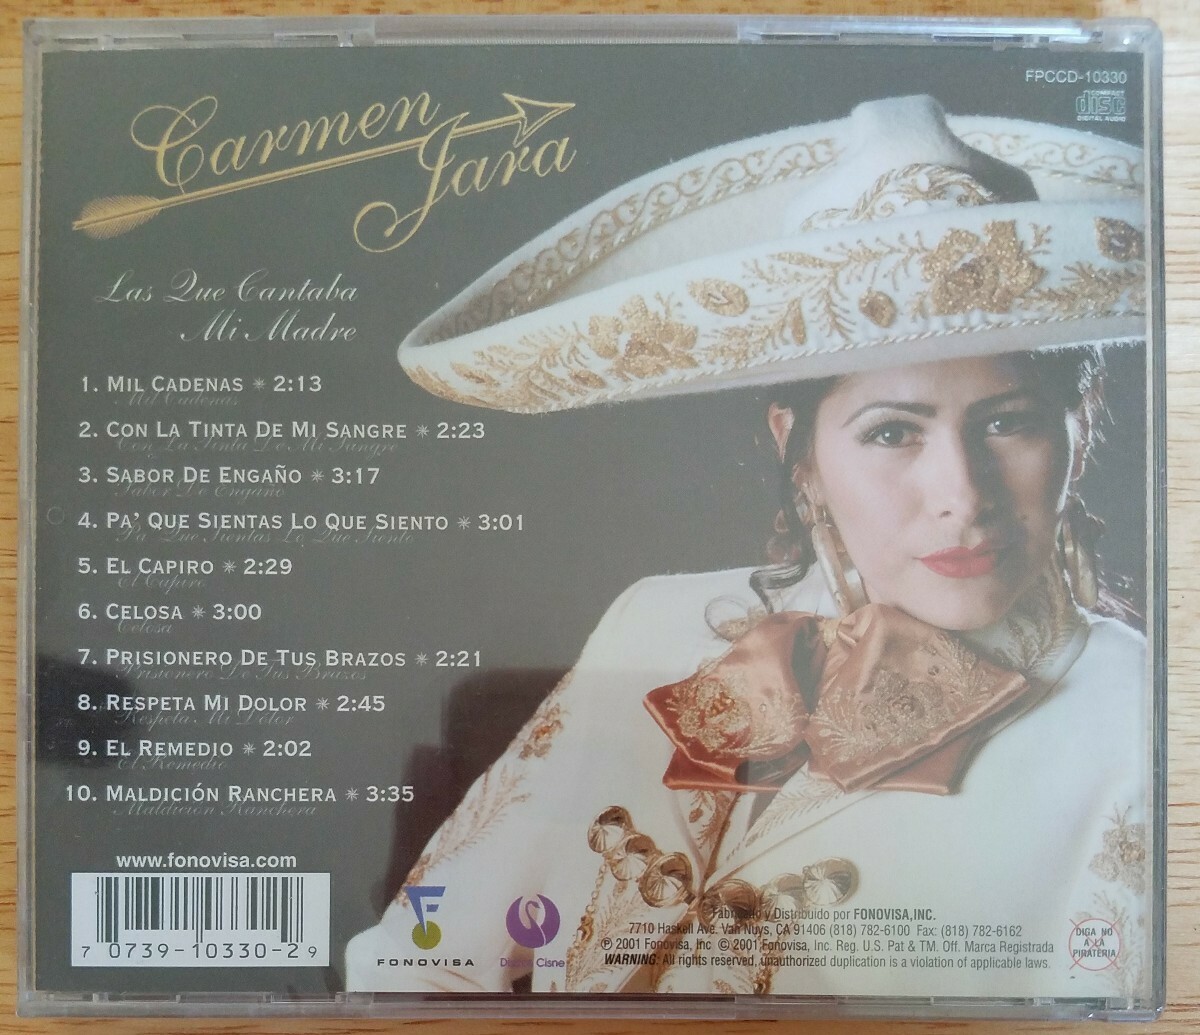 FPCCD-10330
COMPACT
disc
DIGITAL AUDIO
Carmen
Jara
Las Que Cantaba
Mi Madre
1. MIL CADENAS * 2:13
Mil Cadenas
2. CON LA TINTA DE MI SANGRE * 2:23
Con La Tinta De Mi Sangre
3. SABOR DE ENGAÑO * 3:17
Sabor De Engaño
4. PA' QUE SIENTAS LO QUE SIENTO * 3:01
Pa' Que Sientas Lo Que Siento
5. EL CAPIRO * 2:29
El Capiro
6. CELOSA * 3:00
Celosa
7. PRISIONERO DE TUS BRAZOS * 2:21
Prisionero De Tus Brazos
8. RESPETA MI DOLOR * 2:45
Respeta Mi Dolor
9. EL REMEDIO * 2:02
El Remedio
10. MALDICIÓN RANCHERA * 3:35
Maldición Ranchera
www.fonovisa.com
7 0739-10330-2 9
FONOVISA
Discos Cisne
Fabricado y Distribuido por FONOVISA,INC.
7710 Haskell Ave. Van Nuys, CA 91406 (818) 782-6100 Fax: (818) 782-6162
℗ 2001 Fonovisa, Inc © 2001 Fonovisa, Inc. Reg. U.S. Pat & TM. Off. Marca Registrada
WARNING: All rights reserved, unauthorized duplication is a violation of applicable laws.
DIGA NO
A LA
PIRATERIA